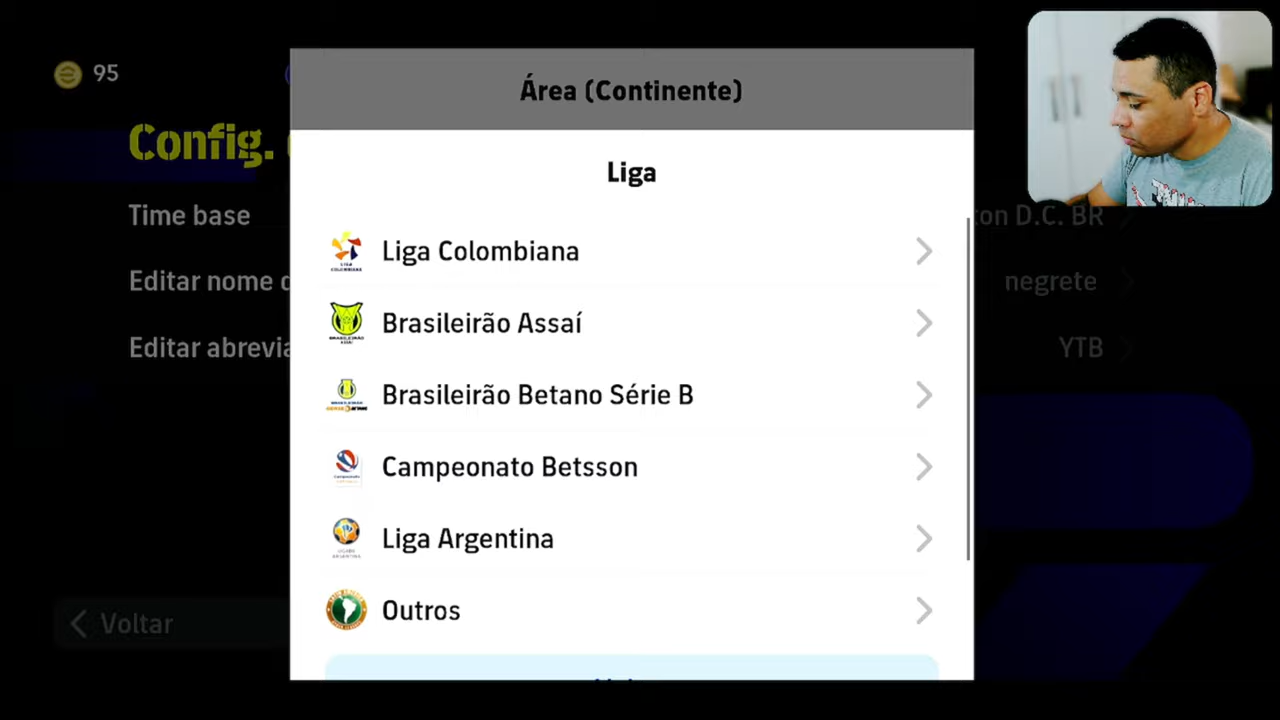 95
Área (Continente)
Config.
Liga
Time base
on D.C. BR
Liga Colombiana
Editar nome
negrete
Brasileirão Assaí
Editar abrevia
YTB
Brasileirão Betano Série B
Campeonato Betsson
Liga Argentina
Outros
Voltar